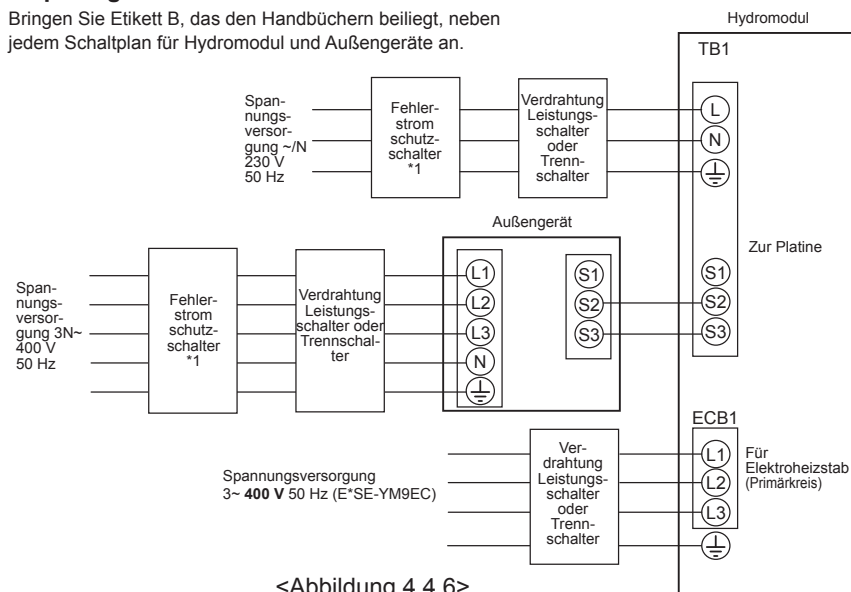 Bringen Sie Etikett B, das den Handbüchern beiliegt, neben
jedem Schaltplan für Hydromodul und Außengeräte an.
Hydromodul
TB1
Span-
nungs-
versor-
gung ~/N
230 V
50 Hz
Fehler-
strom
schutz-
schalter
*1
Verdrahtung
Leistungs-
schalter
oder
Trenn-
schalter
L
N
Zur Platine
S1
S2
S3
Außengerät
Span-
nungs-
versor-
gung 3N~
400 V
50 Hz
Fehler-
strom
schutz-
schalter
*1
Verdrahtung
Leistungs-
schalter oder
Trennschal-
ter
L1
L2
L3
N
S1
S2
S3
ECB1
Spannungsversorgung
3~ 400 V 50 Hz (E*SE-YM9EC)
Ver-
drahtung
Leistungs-
schalter
oder
Trenn-
schalter
L1
L2
L3
Für
Elektroheizstab
(Primärkreis)
<Abbildung 4.4.6>